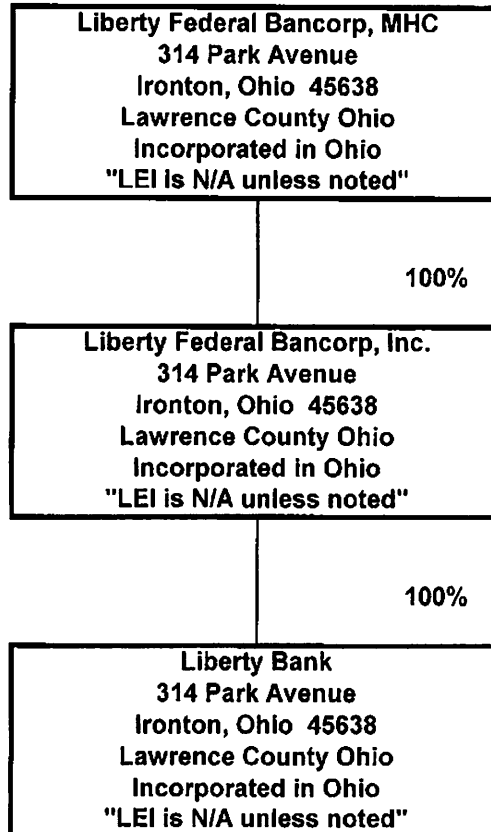 Liberty Federal Bancorp, MHC
314 Park Avenue
Ironton, Ohio 45638
Lawrence County Ohio
Incorporated in Ohio
"LEI is N/A unless noted"
100%
Liberty Federal Bancorp, Inc.
314 Park Avenue
Ironton, Ohio 45638
Lawrence County Ohio
Incorporated in Ohio
"LEI is N/A unless noted"
100%
Liberty Bank
314 Park Avenue
Ironton, Ohio 45638
Lawrence County Ohio
Incorporated in Ohio
"LEI is N/A unless noted"